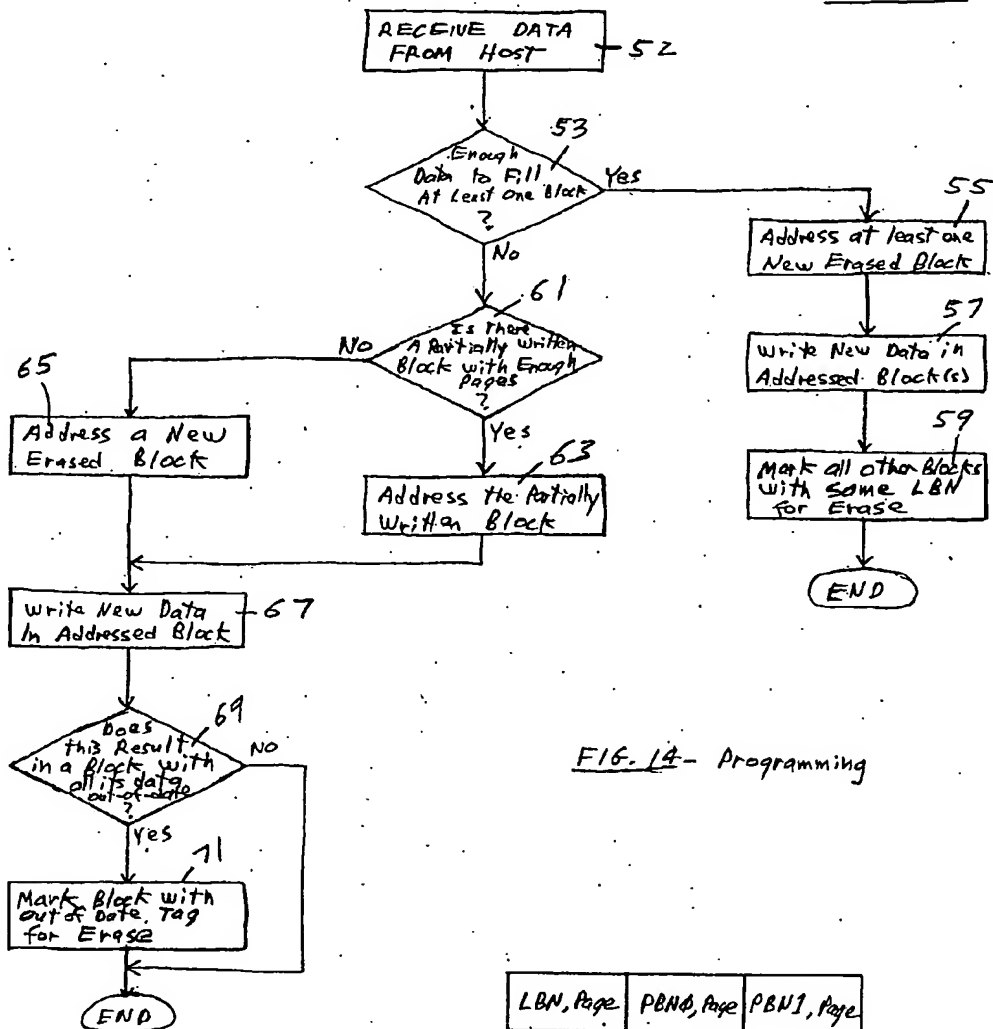 RECEIVE DATA
FROM HOST
52
53
Enough
Data to Fill
At Least One Block
?
Yes
No
55
Address at least one
New Erased Block
57
Write New Data in
Addressed Block(s)
59
Mark all other Blocks
with same LBN
for Erase
END
61
Is There
A Partially Written
Block with Enough
Pages
?
No
Yes
65
Address a New
Erased Block
63
Address the Partially
Written Block
Write New Data
In Addressed Block
67
69
Does
this Result
in a Block with
all its data
out-of-date
?
NO
Yes
71
Mark Block with
out of Date Tag
for Erase
END
FIG. 14 - Programming
LBN, Page PBN0, Page PBN1, Page